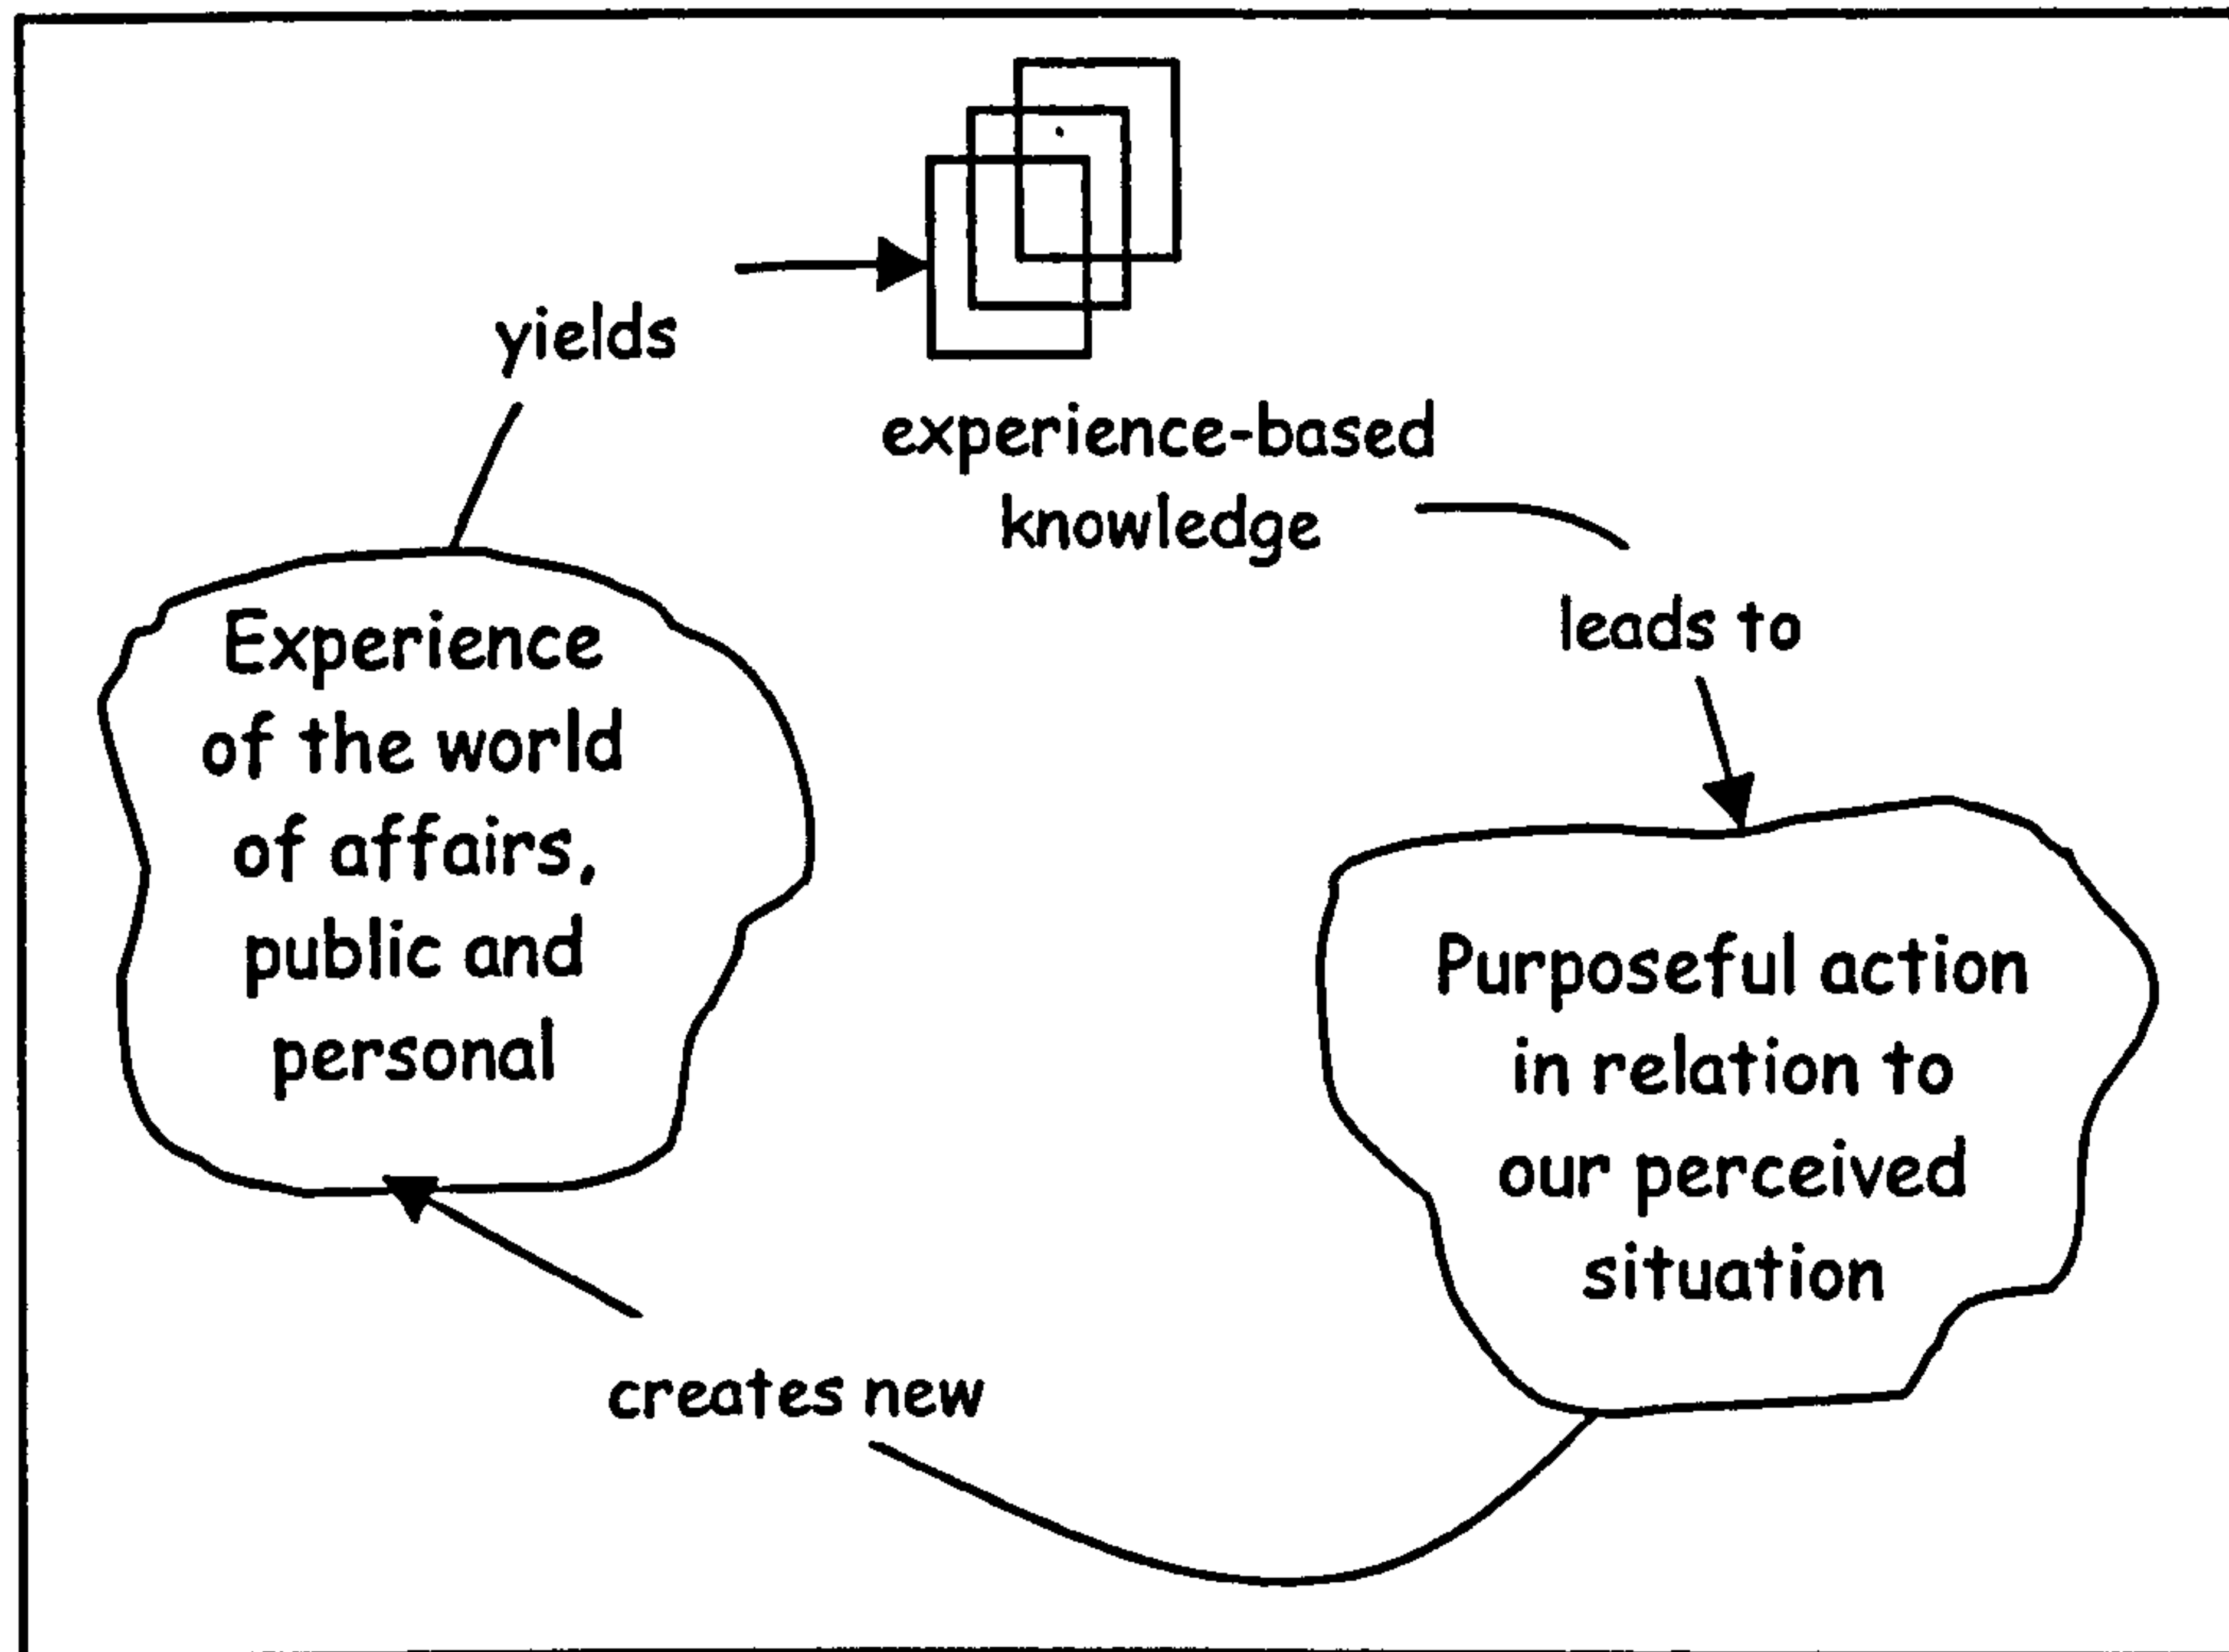 yields
experience-based
knowledge
leads to
Experience
of the world
of affairs,
public and
personal
Purposeful action
in relation to
our perceived
situation
creates new